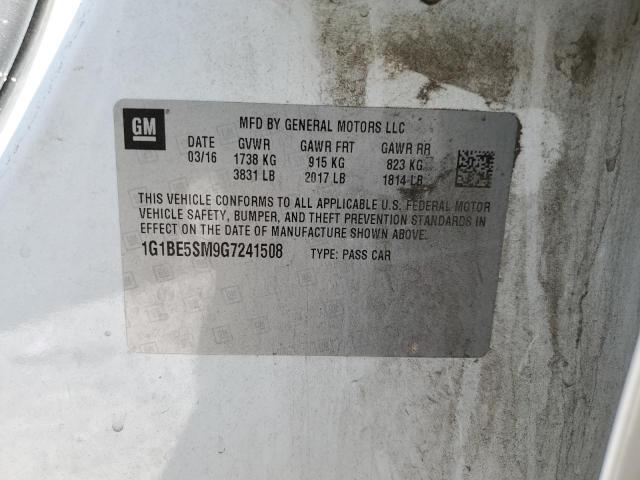 GM
MFD BY GENERAL MOTORS LLC
DATE GVWR GAWR FRT GAWR RR
03/16 1738 KG 915 KG 823 KG
3831 LB 2017 LB 1814 LB
THIS VEHICLE CONFORMS TO ALL APPLICABLE U.S. FEDERAL MOTOR
VEHICLE SAFETY, BUMPER, AND THEFT PREVENTION STANDARDS IN
EFFECT ON THE DATE OF MANUFACTURE SHOWN ABOVE.
1G1BE5SM9G7241508 TYPE: PASS CAR